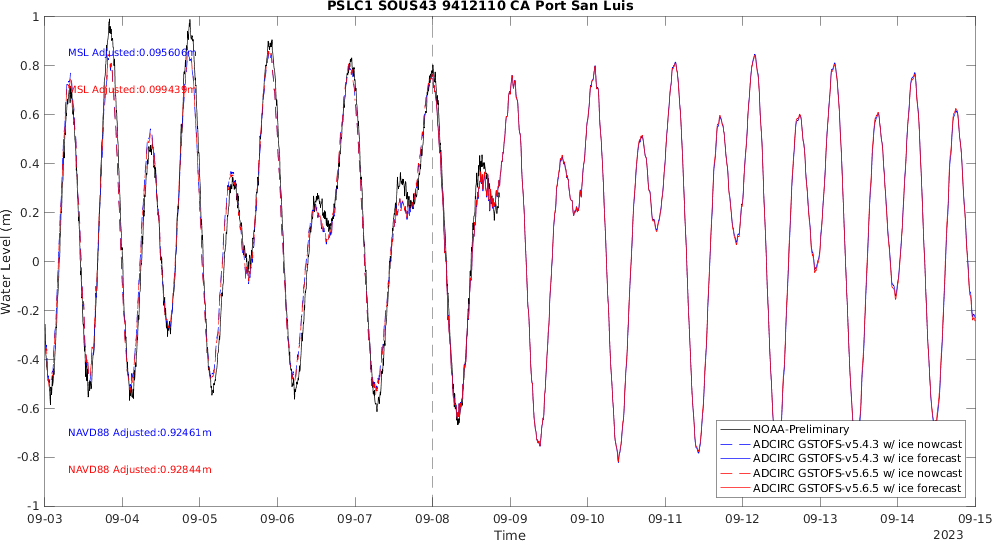 PSLC1 SOUS43 9412110 CA Port San Luis
1
0.8
0.6
0.4
0.2
0
-0.2
-0.4
-0.6
-0.8
-1
Water Level (m)
MSL Adjusted:0.095606m
MSL Adjusted:0.099439m
NAVD88 Adjusted:0.92461m
NAVD88 Adjusted:0.92844m
NOAA-Preliminary
ADCIRC GSTOFS-v5.4.3 w/ ice nowcast
ADCIRC GSTOFS-v5.4.3 w/ ice forecast
ADCIRC GSTOFS-v5.6.5 w/ ice nowcast
ADCIRC GSTOFS-v5.6.5 w/ ice forecast
09-03 09-04 09-05 09-06 09-07 09-08 09-09 09-10 09-11 09-12 09-13 09-14 09-15
Time
2023